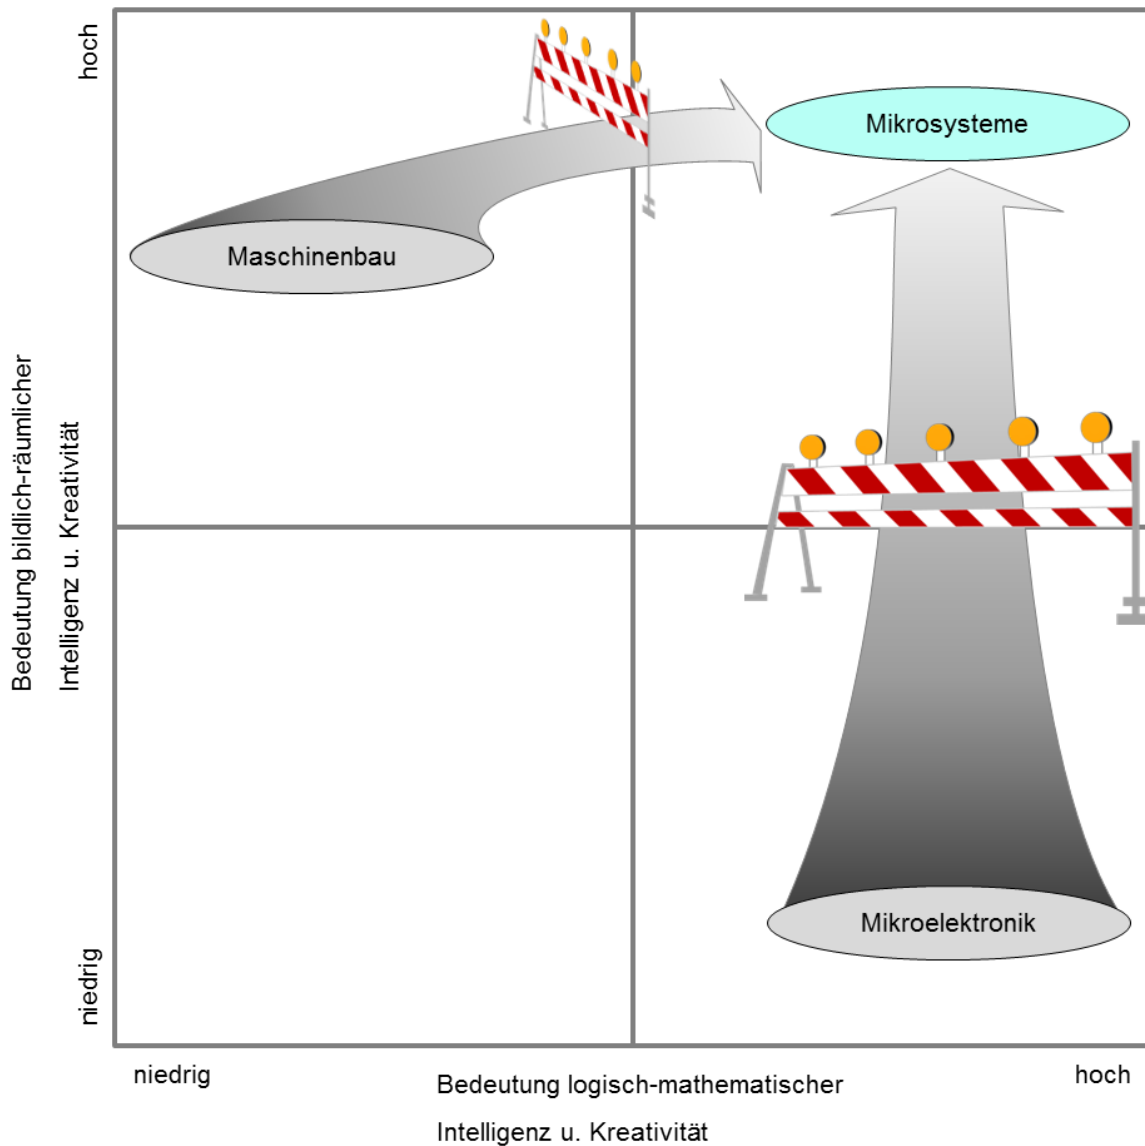 hoch
Mikrosysteme
Maschinenbau
Bedeutung bildlich-räumlicher
Intelligenz u. Kreativität
Mikroelektronik
niedrig
niedrig
Bedeutung logisch-mathematischer
Intelligenz u. Kreativität
hoch